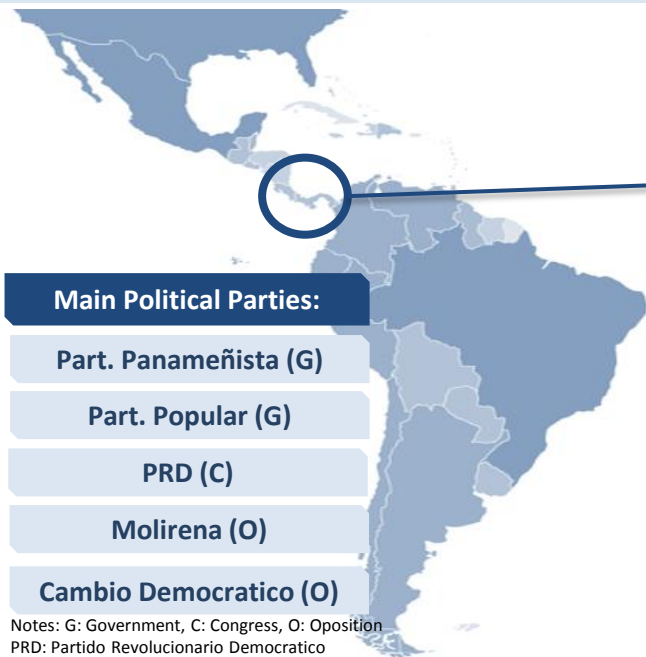 Main Political Parties:
Part. Panameñista (G)
Part. Popular (G)
PRD (C)
Molirena (O)
Cambio Democratico (O)
Notes: G: Government, C: Congress, O: Oposition
PRD: Partido Revolucionario Democratico